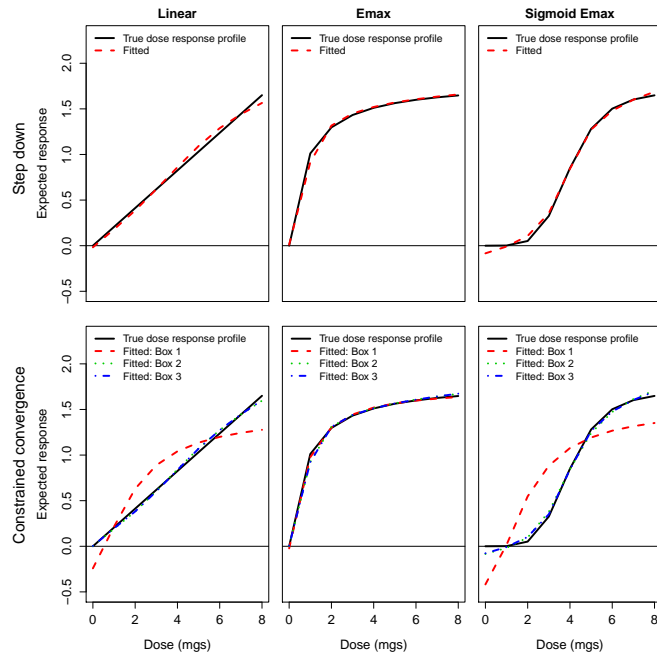 Linear
Emax
Sigmoid Emax
Step down
Expected response
2.0
1.5
1.0
0.5
0.0
−0.5
True dose response profile
Fitted
True dose response profile
Fitted
True dose response profile
Fitted
Constrained convergence
Expected response
2.0
1.5
1.0
0.5
0.0
−0.5
True dose response profile
Fitted: Box 1
Fitted: Box 2
Fitted: Box 3
True dose response profile
Fitted: Box 1
Fitted: Box 2
Fitted: Box 3
True dose response profile
Fitted: Box 1
Fitted: Box 2
Fitted: Box 3
0 2 4 6 8
0 2 4 6 8
0 2 4 6 8
Dose (mgs)
Dose (mgs)
Dose (mgs)